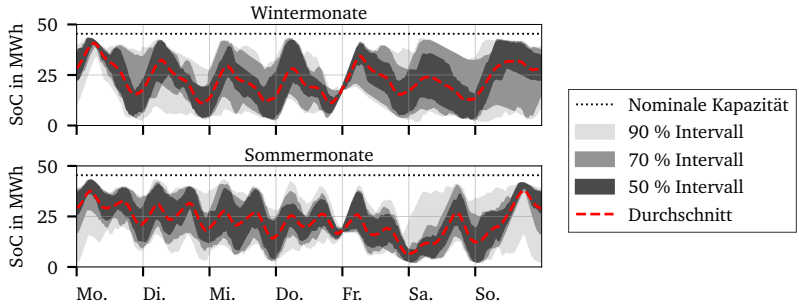 Wintermonate
50
25
0
SoC in MWh
Sommermonate
50
25
0
SoC in MWh
Mo. Di. Mi. Do. Fr. Sa. So.
Nominale Kapazität
90 % Intervall
70 % Intervall
50 % Intervall
Durchschnitt